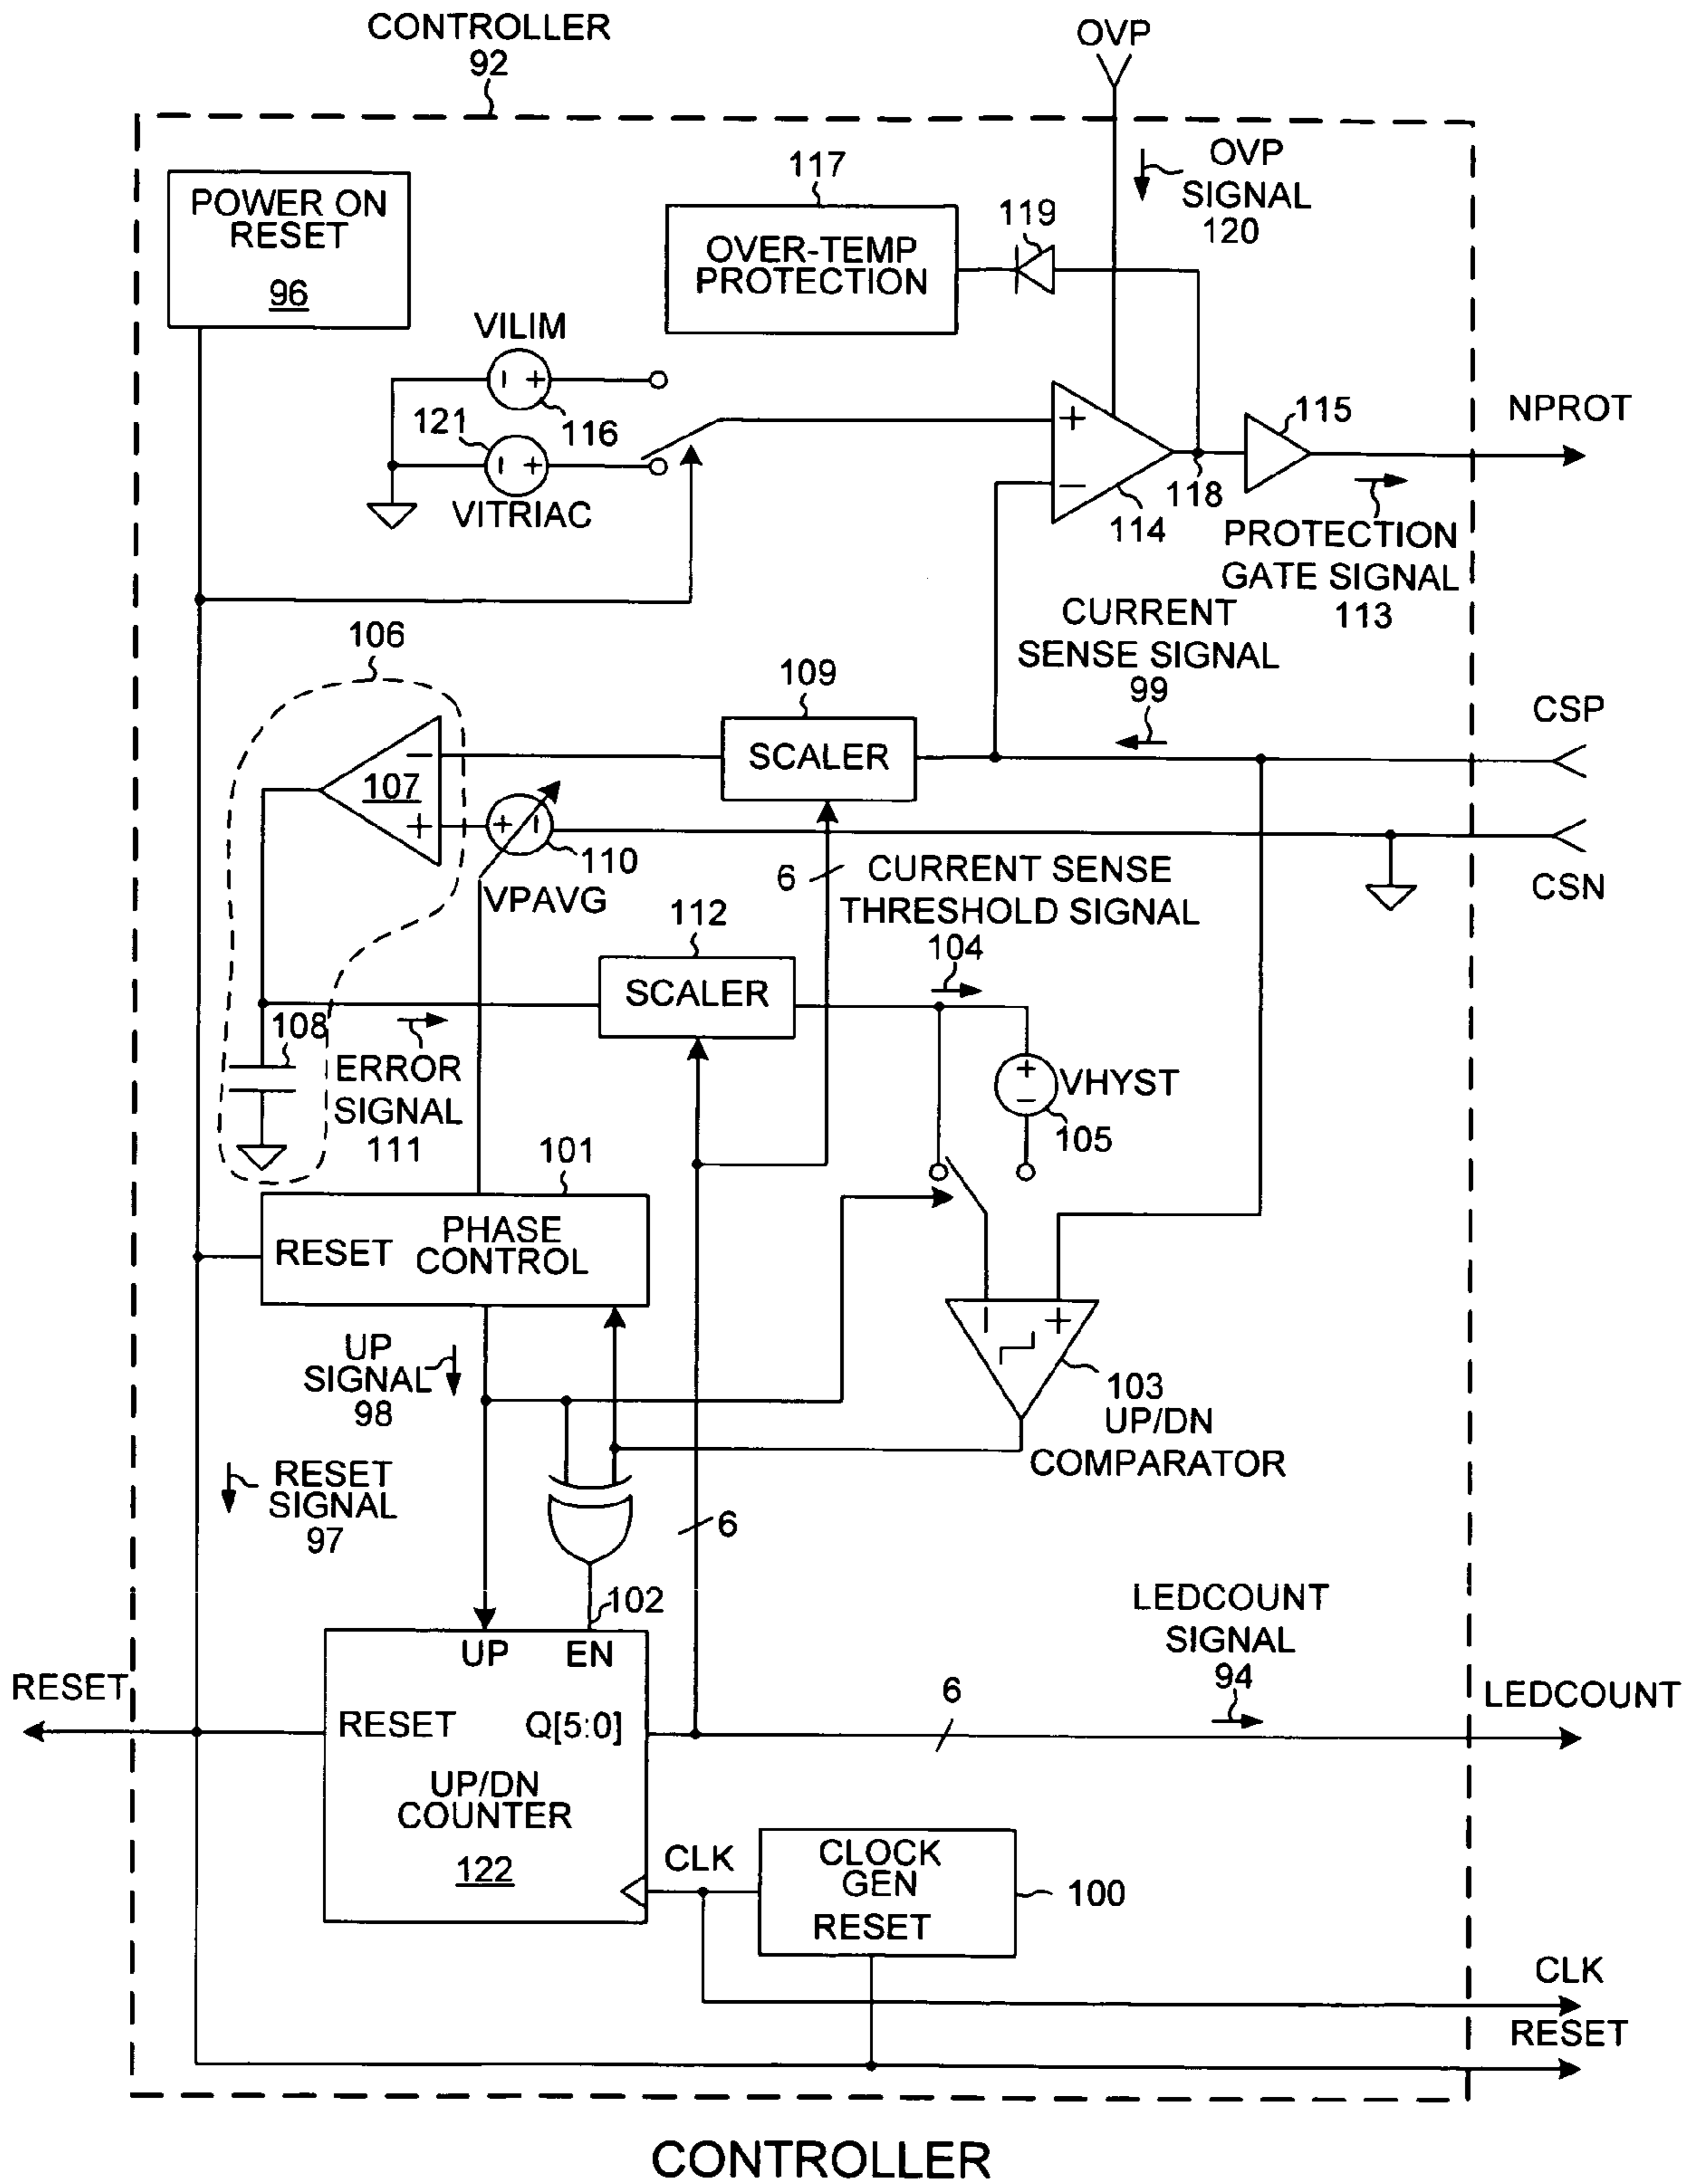 CONTROLLER
92
OVP
OVP
SIGNAL
120
POWER ON
RESET
96
117
OVER-TEMP
PROTECTION
119
VILIM
116
121
VITRIAC
+
−
114
118
115
NPROT
PROTECTION
GATE SIGNAL
113
CURRENT
SENSE SIGNAL
99
106
109
SCALER
CSP
107
−
+
+ −
110
VPAVG
CSN
6
CURRENT SENSE
THRESHOLD SIGNAL
104
112
SCALER
108
ERROR
SIGNAL
111
+
−
VHYST
105
101
PHASE
CONTROL
RESET
− +
103
UP/DN
COMPARATOR
UP
SIGNAL
98
RESET
SIGNAL
97
6
102
UP EN
RESET
RESET
Q[5:0]
UP/DN
COUNTER
122
LEDCOUNT
SIGNAL
94
6
LEDCOUNT
CLK
CLOCK
GEN
RESET
100
CLK
RESET
CONTROLLER